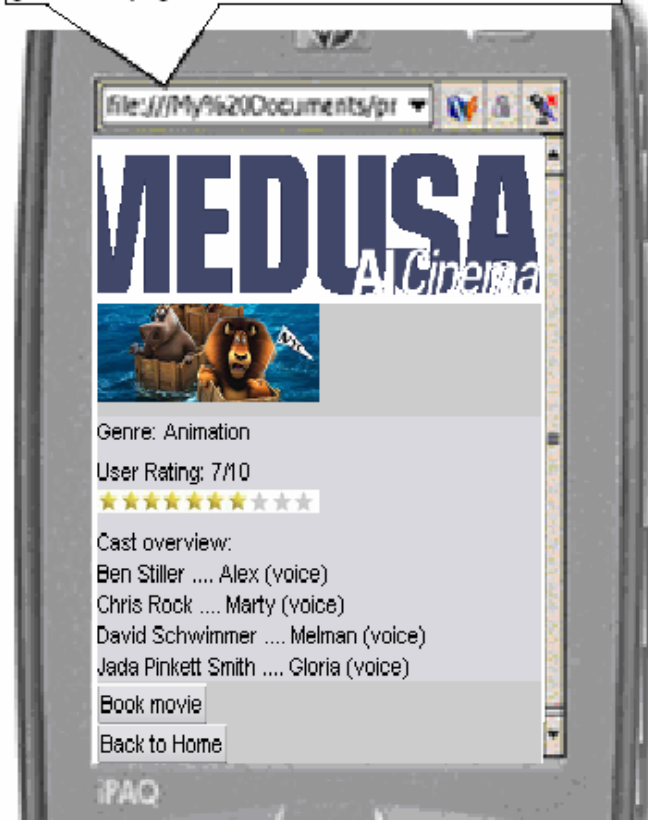 file:///My%20Documents/pr
MEDUSA
Cinema
NYC
Genre: Animation
User Rating: 7/10
Cast overview:
Ben Stiller .... Alex (voice)
Chris Rock .... Marty (voice)
David Schwimmer .... Melman (voice)
Jada Pinkett Smith .... Gloria (voice)
Book movie
Back to Home
iPAQ